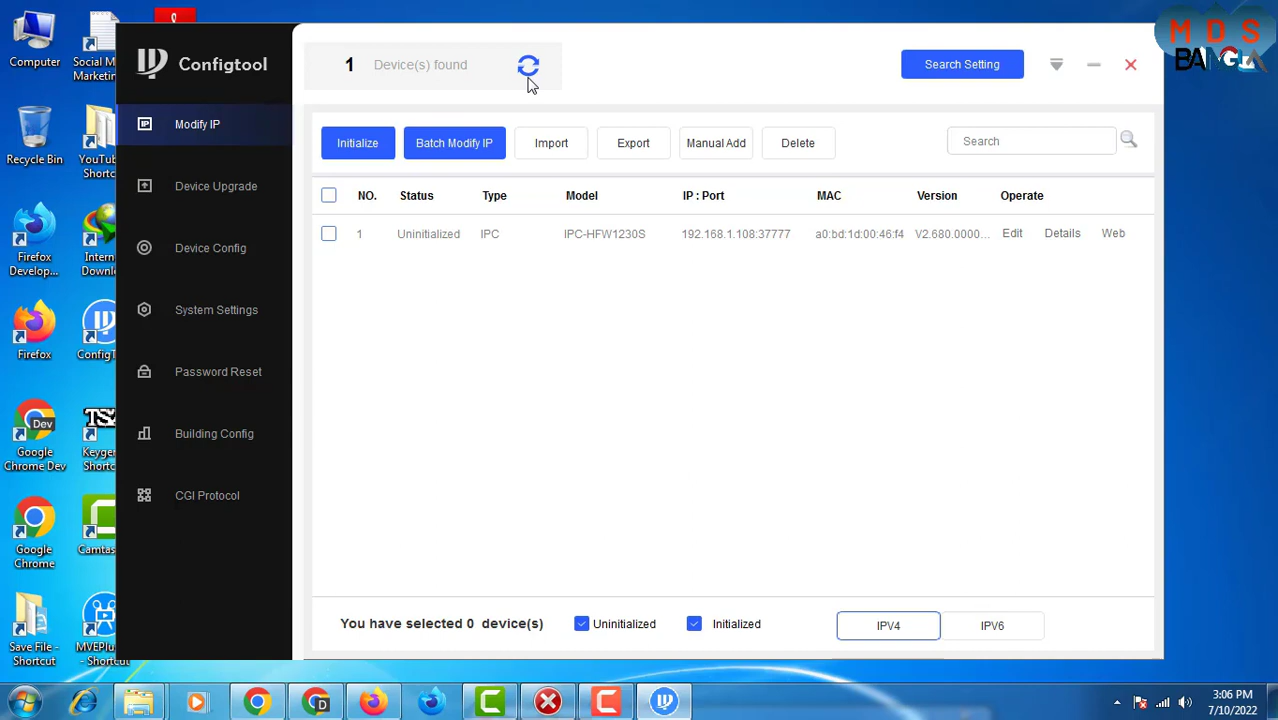 Computer
Social M...
Marketing
Recycle Bin
YouTub
Shortc
Firefox
Develop...
Intern
Downlo
Firefox
ConfigT
Google
Chrome Dev
Keygen
Shortc
Google
Chrome
Camtas
Save File -
Shortcut
MVEPlu
- Shortcut
Configtool
Modify IP
Device Upgrade
Device Config
System Settings
Password Reset
Building Config
CGI Protocol
1 Device(s) found
Search Setting
MDS
BANGLA
Initialize Batch Modify IP Import Export Manual Add Delete Search
NO. Status Type Model IP : Port MAC Version Operate
1 Uninitialized IPC IPC-HFW1230S 192.168.1.108:37777 a0:bd:1d:00:46:f4 V2.680.0000... Edit Details Web
You have selected 0 device(s) Uninitialized Initialized IPV4 IPV6
3:06 PM
7/10/2022